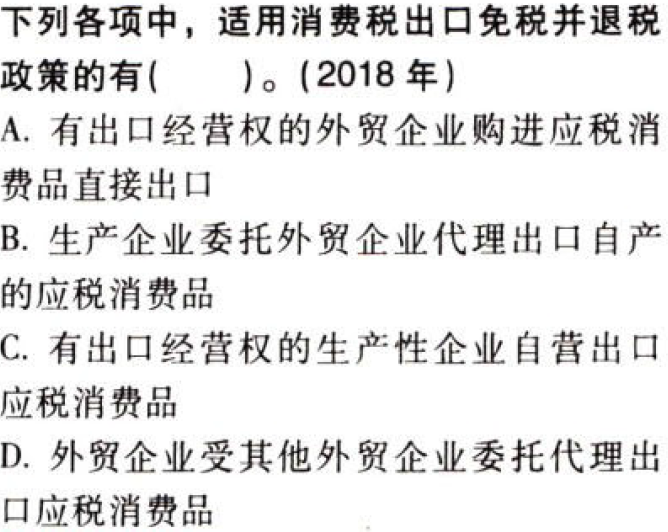 下列各项中，适用消费税出口免税并退税
政策的有(　　)。(2018 年)
A. 有出口经营权的外贸企业购进应税消
费品直接出口
B. 生产企业委托外贸企业代理出口自产
的应税消费品
C. 有出口经营权的生产性企业自营出口
应税消费品
D. 外贸企业受其他外贸企业委托代理出
口应税消费品